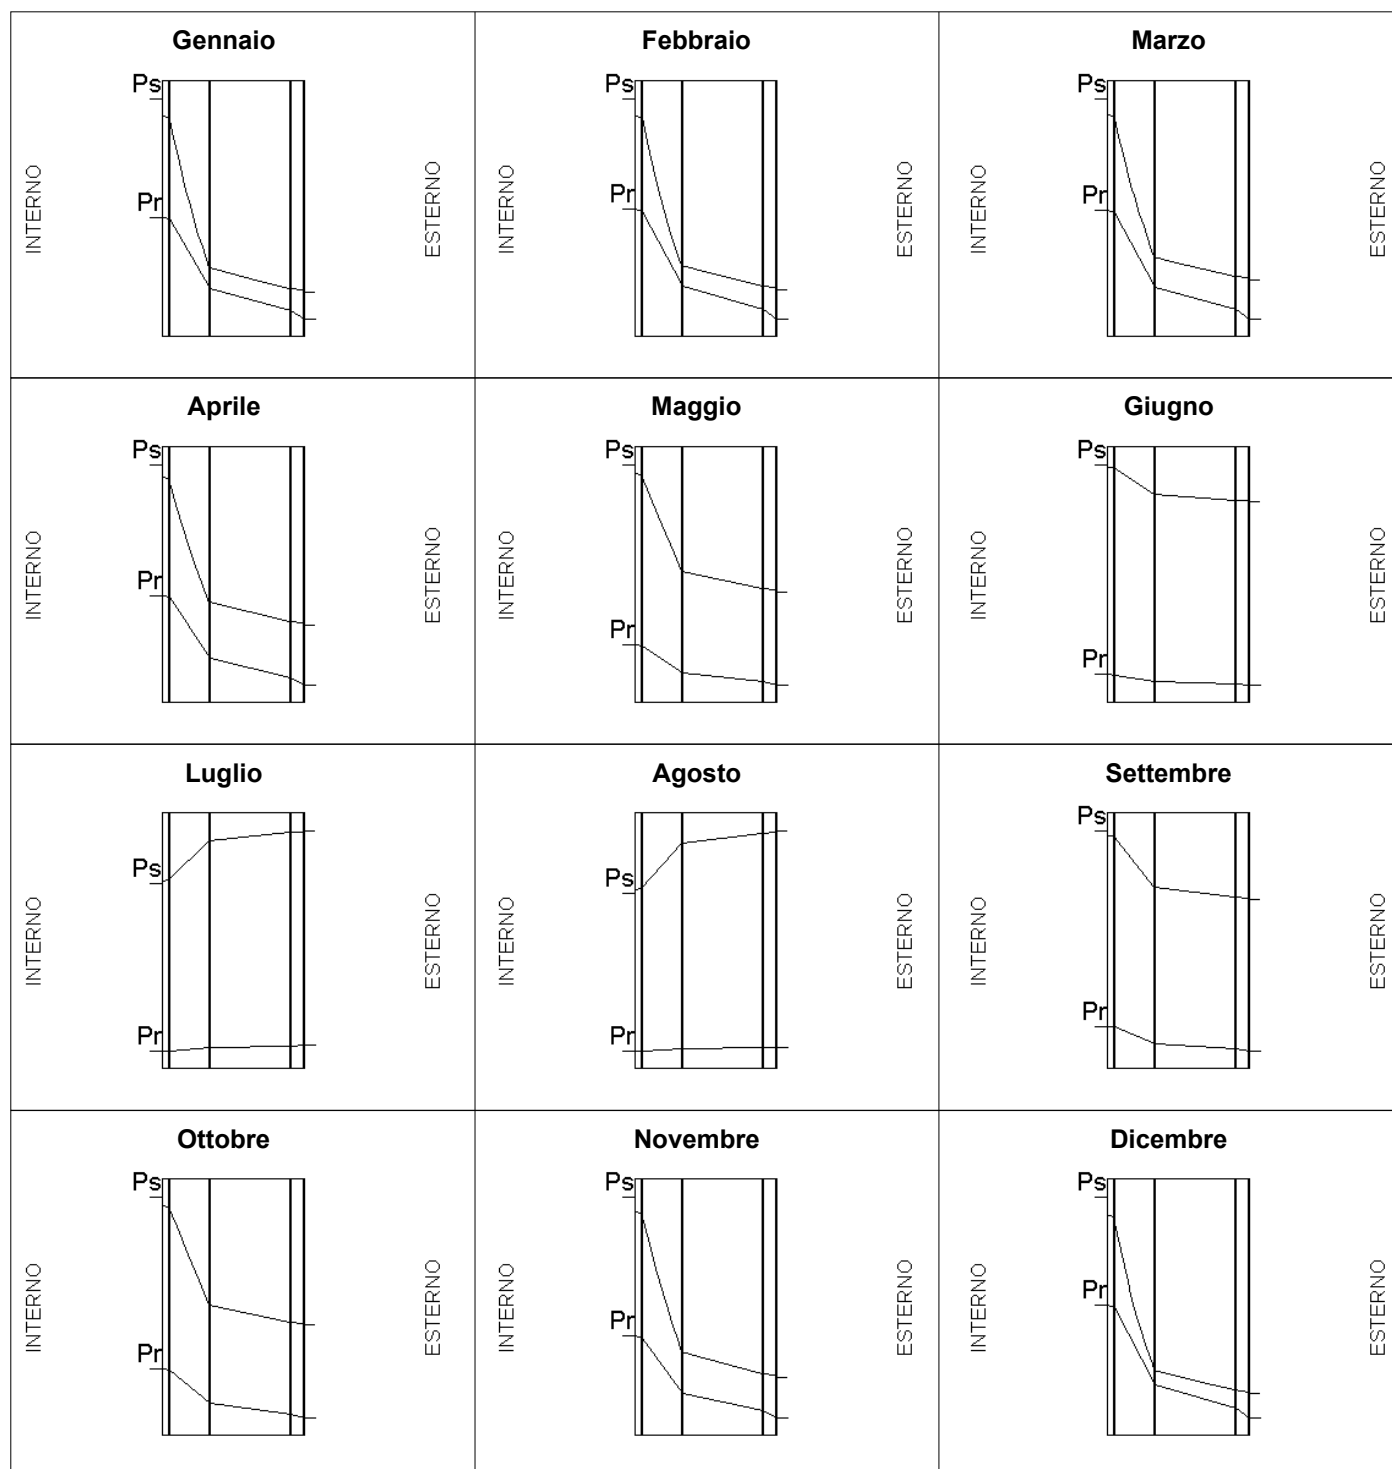 Gennaio
Febbraio
Marzo
Ps
Pr
INTERNO
ESTERNO
Ps
Pr
INTERNO
ESTERNO
Ps
Pr
INTERNO
ESTERNO
Aprile
Maggio
Giugno
Ps
Pr
INTERNO
ESTERNO
Ps
Pr
INTERNO
ESTERNO
Ps
Pr
INTERNO
ESTERNO
Luglio
Agosto
Settembre
Ps
Pr
INTERNO
ESTERNO
Ps
Pr
INTERNO
ESTERNO
Ps
Pr
INTERNO
ESTERNO
Ottobre
Novembre
Dicembre
Ps
Pr
INTERNO
ESTERNO
Ps
Pr
INTERNO
ESTERNO
Ps
Pr
INTERNO
ESTERNO